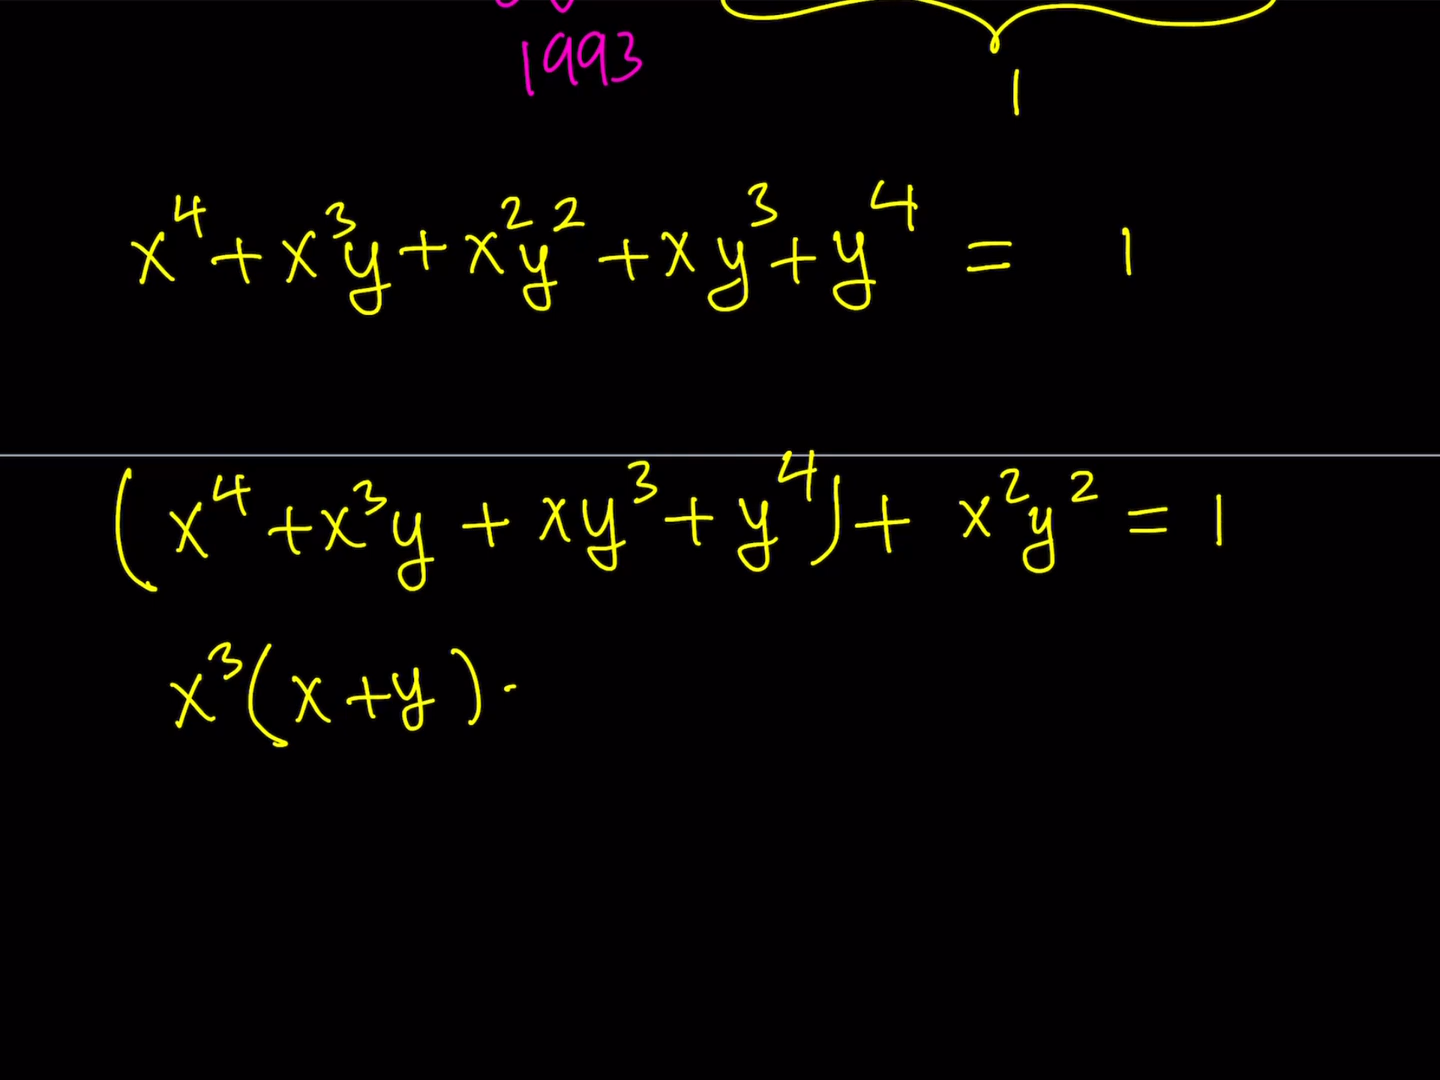 1993
1
x⁴ + x³y + x²y² + xy³ + y⁴ = 1
(x⁴ + x³y + xy³ + y⁴) + x²y² = 1
x³(x + y) ·